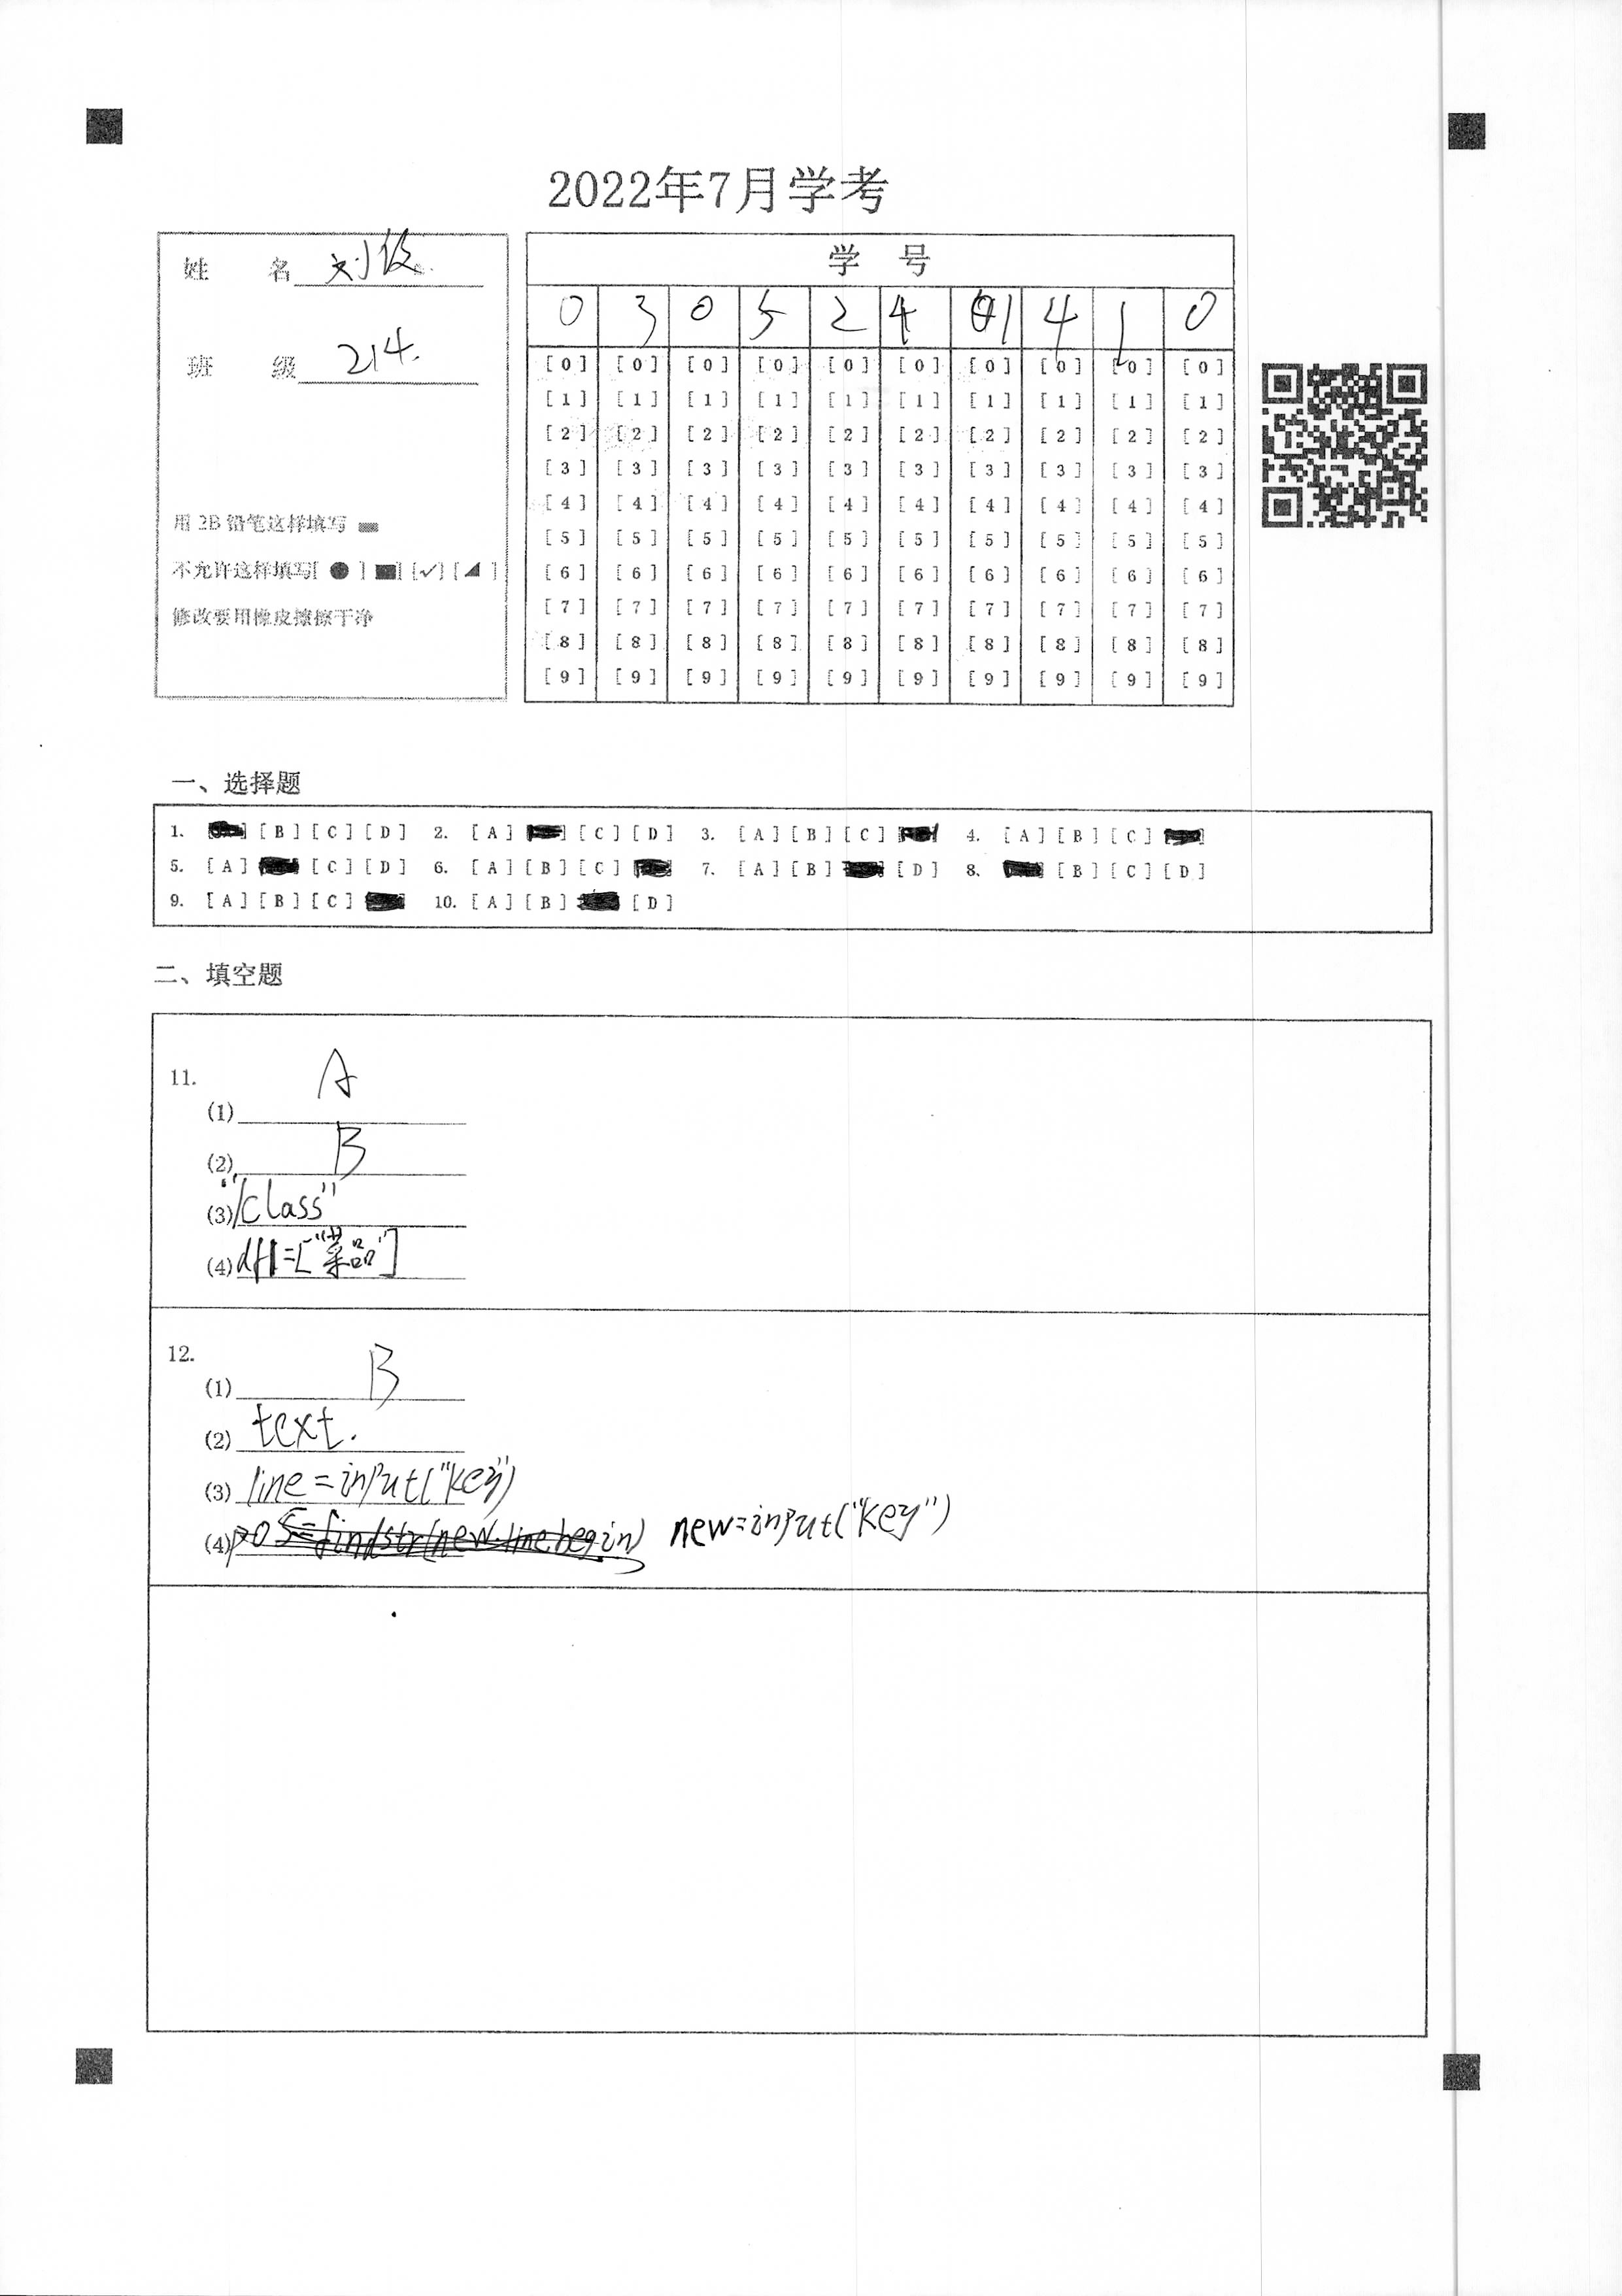 2022年7月学考
姓 名 刘俊
班 级 214.
用 2B 铅笔这样填写
不允许这样填写[ ● ] [■] [✓] [◢ ]
修改要用橡皮擦擦干净
学 号
0 3 0 5 2 4 1 4 1 0
[0] [0] [0] [0] [0] [0] [0] [0] [0] [0]
[1] [1] [1] [1] [1] [1] [1] [1] [1] [1]
[2] [2] [2] [2] [2] [2] [2] [2] [2] [2]
[3] [3] [3] [3] [3] [3] [3] [3] [3] [3]
[4] [4] [4] [4] [4] [4] [4] [4] [4] [4]
[5] [5] [5] [5] [5] [5] [5] [5] [5] [5]
[6] [6] [6] [6] [6] [6] [6] [6] [6] [6]
[7] [7] [7] [7] [7] [7] [7] [7] [7] [7]
[8] [8] [8] [8] [8] [8] [8] [8] [8] [8]
[9] [9] [9] [9] [9] [9] [9] [9] [9] [9]
一、选择题
1. [B] [C] [D] 2. [A] [C] [D] 3. [A] [B] [C] 4. [A] [B] [C]
5. [A] [C] [D] 6. [A] [B] [C] 7. [A] [B] [D] 8. [B] [C] [D]
9. [A] [B] [C] 10. [A] [B] [D]
二、填空题
11.
(1) A
(2) B
(3) "/class"
(4) df1=["菜品"]
12.
(1) B
(2) text.
(3) line=input("key")
(4) pos=findstr(new.line.begin) new=input("key")